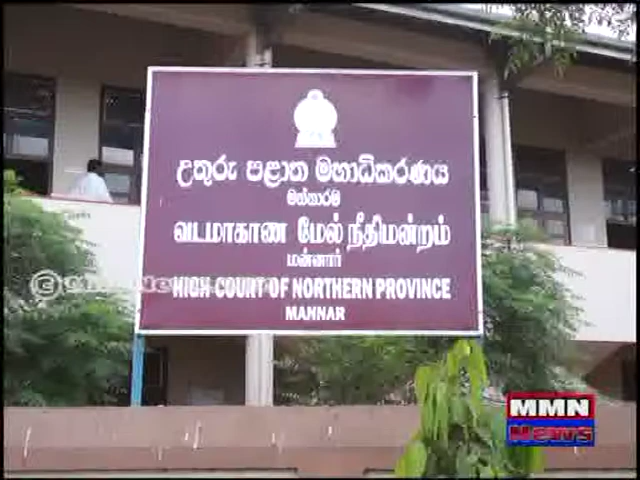 උතුරු පළාත මහාධිකරණය
මන්නාරම
வடமாகாண மேல் நீதிமன்றம்
மன்னார்
HIGH COURT OF NORTHERN PROVINCE
MANNAR
MMN
News